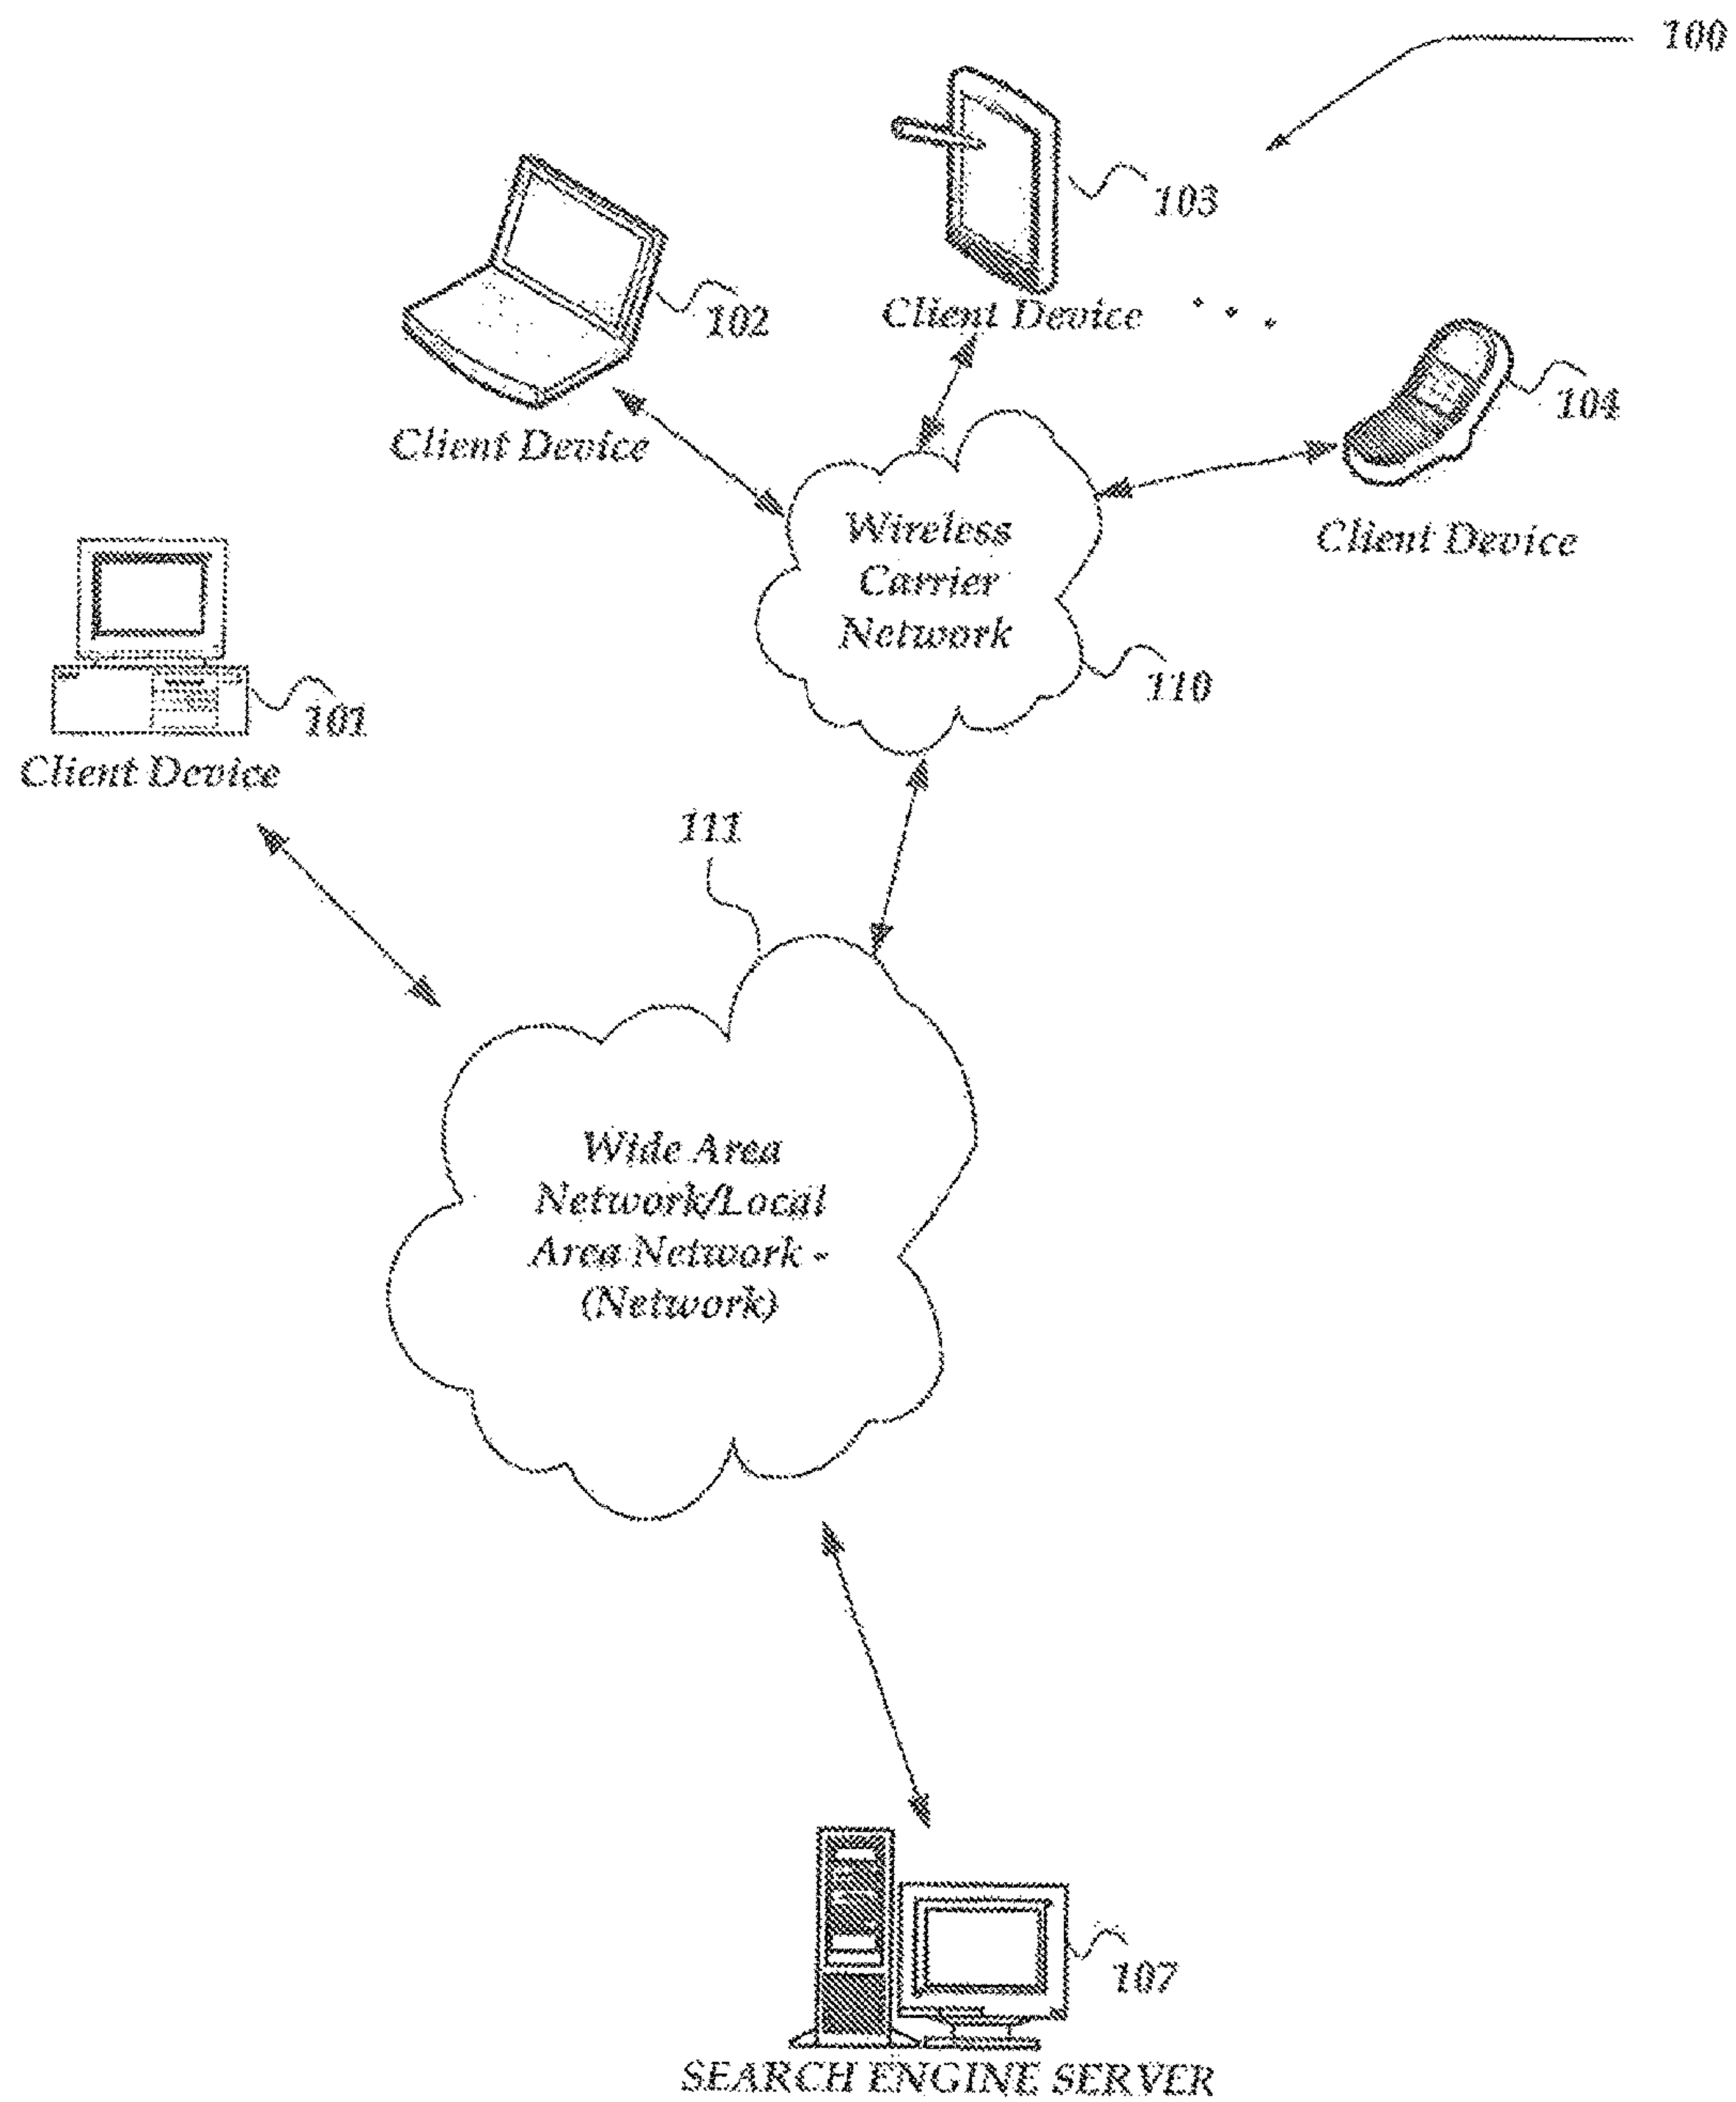 100
103
102
Client Device
104
Client Device
Client Device
Wireless
Carrier
Network
110
101
Client Device
111
Wide Area
Network/Local
Area Network -
(Network)
107
SEARCH ENGINE SERVER